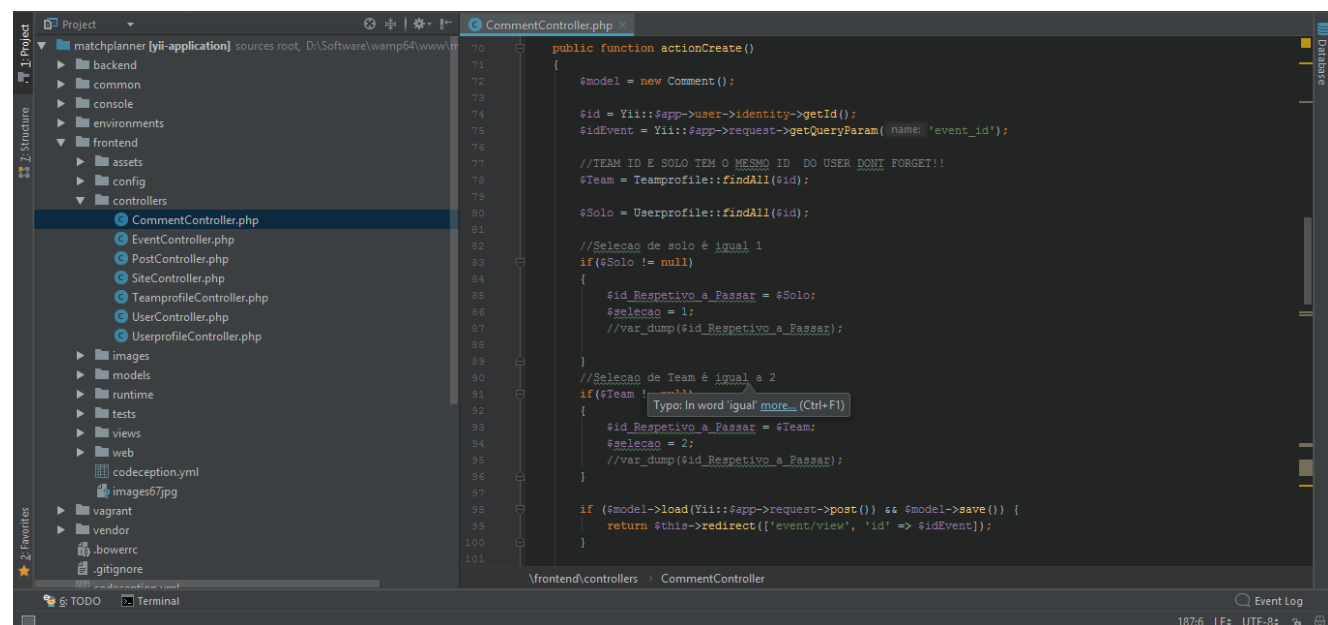 Project
CommentController.php
1: Project
Z: Structure
2: Favorites
Database
matchplanner [yii-application] sources root, D:\Software\wamp64\www\m
backend
common
console
environments
frontend
assets
config
controllers
CommentController.php
EventController.php
PostController.php
SiteController.php
TeamprofileController.php
UserController.php
UserprofileController.php
images
models
runtime
tests
views
web
codeception.yml
images67jpg
vagrant
vendor
.bowerrc
.gitignore
codeception.yml
70 public function actionCreate()
71 {
72 $model = new Comment();
73
74 $id = Yii::$app->user->identity->getId();
75 $idEvent = Yii::$app->request->getQueryParam( name: 'event_id');
76
77 //TEAM ID E SOLO TEM O MESMO ID DO USER DONT FORGET!!
78 $Team = Teamprofile::findAll($id);
79
80 $Solo = Userprofile::findAll($id);
81
82 //Selecao de solo é igual 1
83 if($Solo != null)
84 {
85 $id_Respetivo_a_Passar = $Solo;
86 $selecao = 1;
87 //var_dump($id_Respetivo_a_Passar);
88
89 }
90 //Selecao de Team é igual a 2
91 if($Team != null)
Typo: In word 'igual' more... (Ctrl+F1)
92 {
93 $id_Respetivo_a_Passar = $Team;
94 $selecao = 2;
95 //var_dump($id_Respetivo_a_Passar);
96 }
97
98 if ($model->load(Yii::$app->request->post()) && $model->save()) {
99 return $this->redirect(['event/view', 'id' => $idEvent]);
100 }
101
\frontend\controllers › CommentController
6: TODO Terminal
Event Log
187:6 LF÷ UTF-8÷